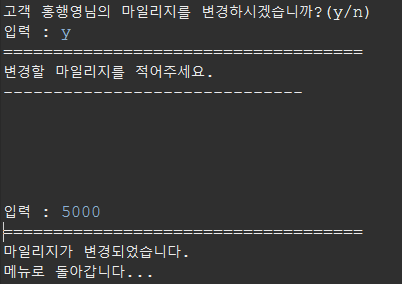 고객 홍행영님의 마일리지를 변경하시겠습니까?(y/n)
입력 : y
====================================
변경할 마일리지를 적어주세요.
------------------------------
입력 : 5000
====================================
마일리지가 변경되었습니다.
메뉴로 돌아갑니다...